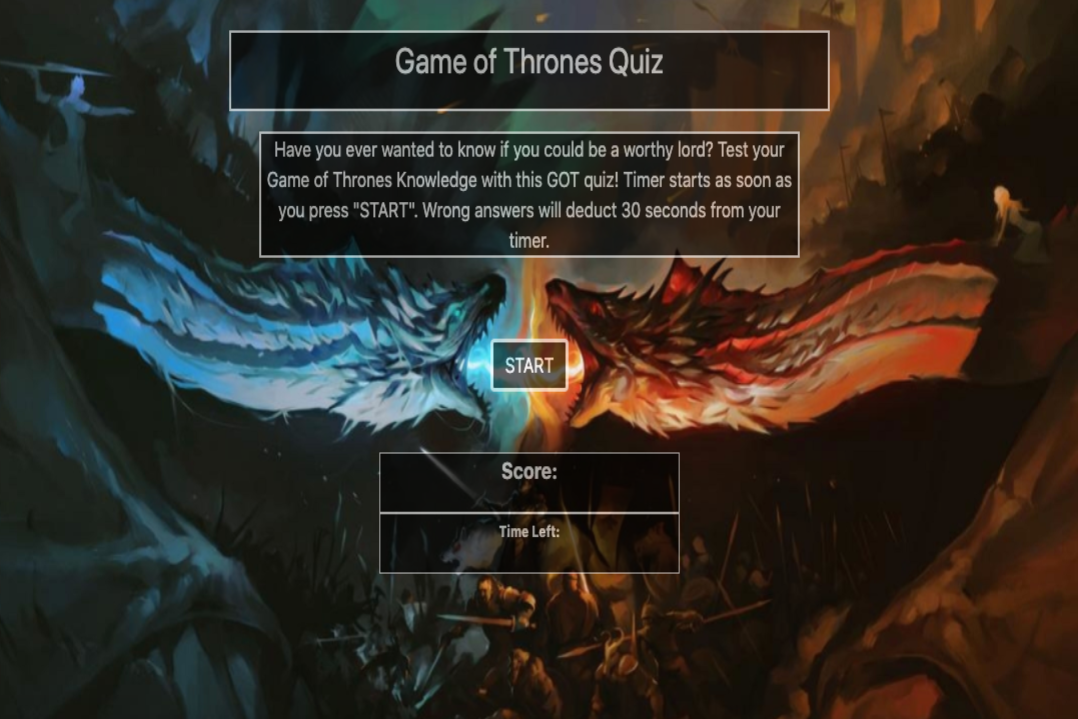 Game of Thrones Quiz
Have you ever wanted to know if you could be a worthy lord? Test your
Game of Thrones Knowledge with this GOT quiz! Timer starts as soon as
you press "START". Wrong answers will deduct 30 seconds from your
timer.
START
Score:
Time Left: